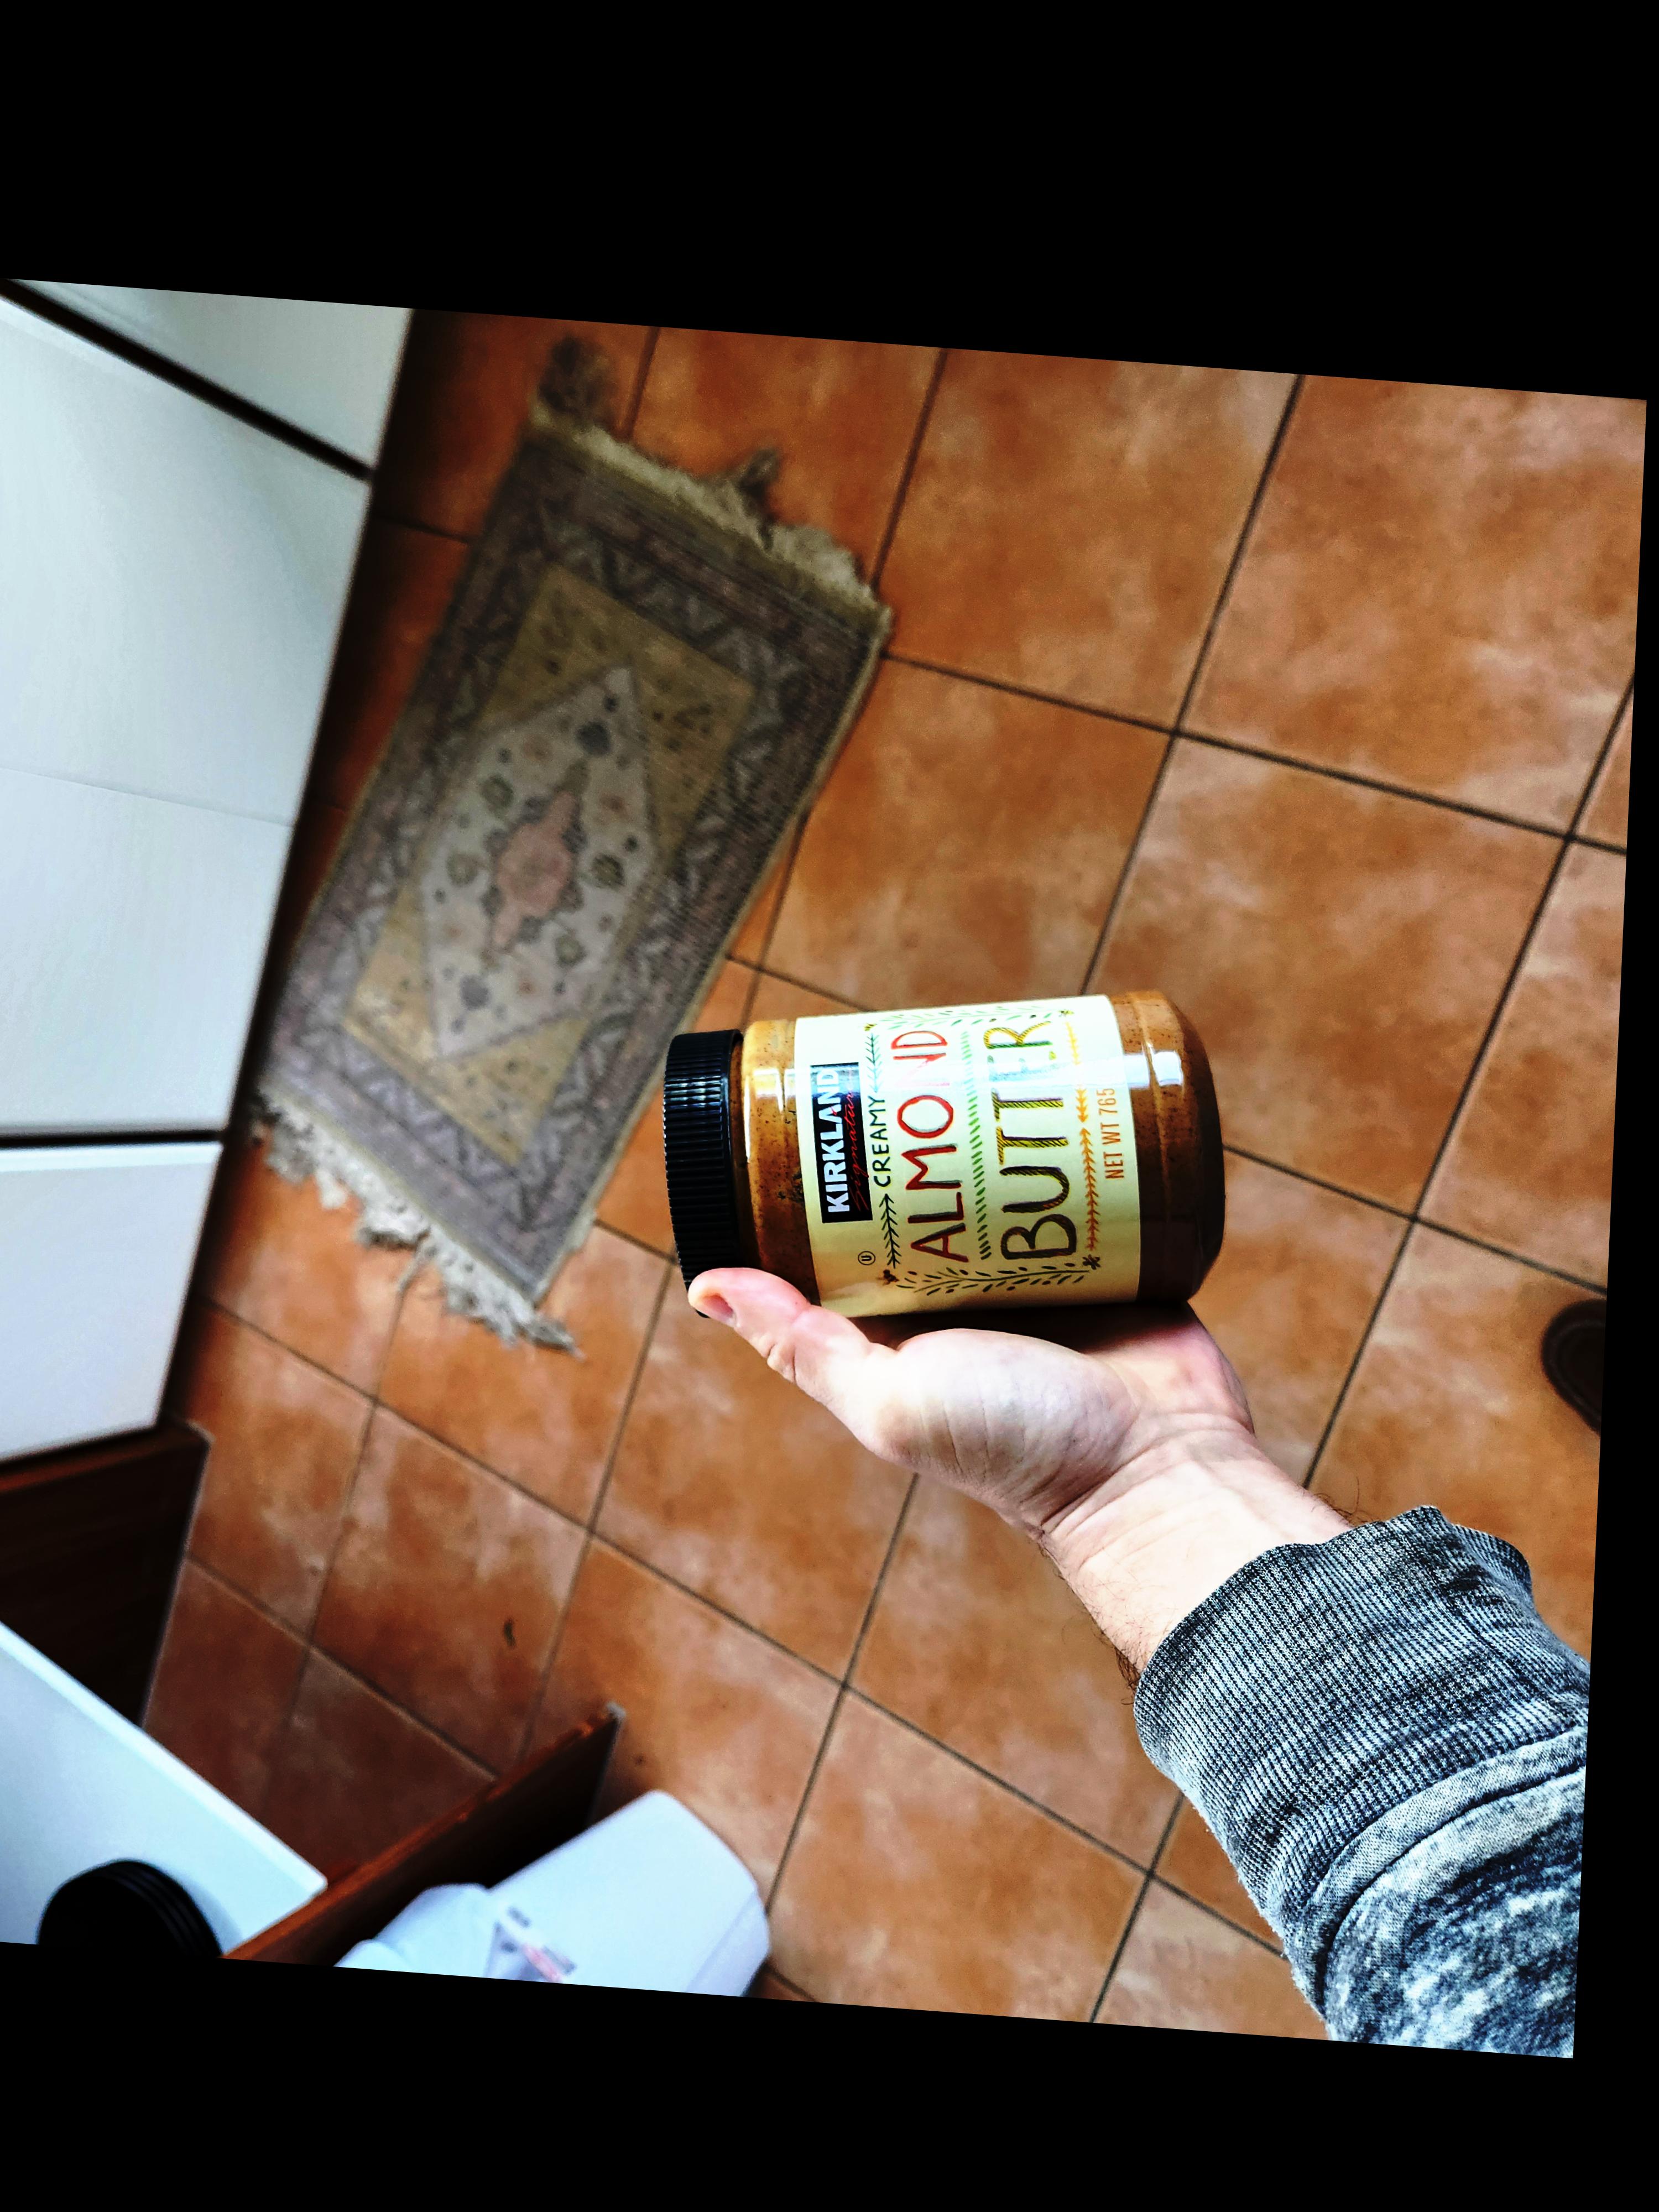 KIRKLAND
Signature
CREAMY
ALMOND
BUTTER
NET WT 765
U